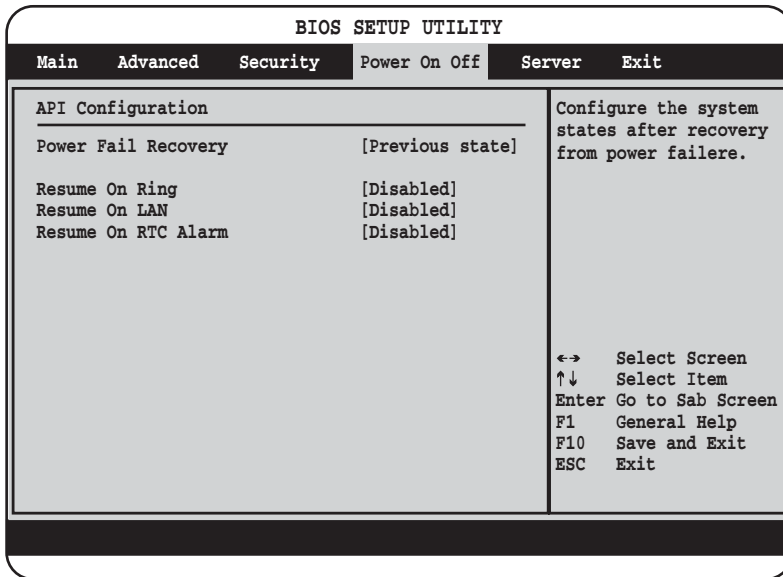 BIOS SETUP UTILITY
Main Advanced Security Power On Off Server Exit
API Configuration
Power Fail Recovery [Previous state]
Resume On Ring [Disabled]
Resume On LAN [Disabled]
Resume On RTC Alarm [Disabled]
Configure the system
states after recovery
from power failere.
←→ Select Screen
↑↓ Select Item
Enter Go to Sab Screen
F1 General Help
F10 Save and Exit
ESC Exit